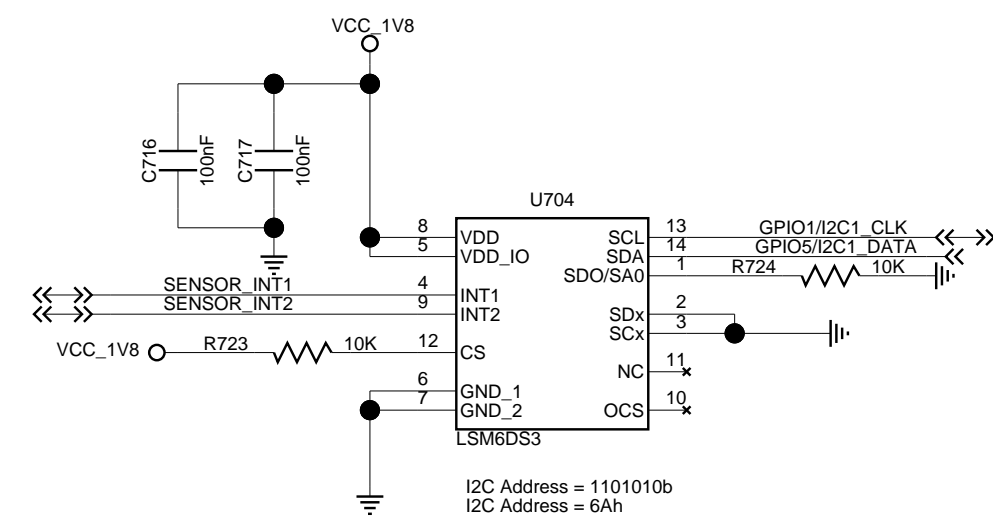 VCC_1V8
C716
100nF
C717
100nF
U704
8
VDD
5
VDD_IO
SENSOR_INT1
4
INT1
SENSOR_INT2
9
INT2
VCC_1V8
R723
10K
12
CS
6
GND_1
7
GND_2
SCL
13
GPIO1/I2C1_CLK
SDA
14
GPIO5/I2C1_DATA
SDO/SA0
1
R724
10K
SDx
2
SCx
3
NC
11
OCS
10
LSM6DS3
I2C Address = 1101010b
I2C Address = 6Ah